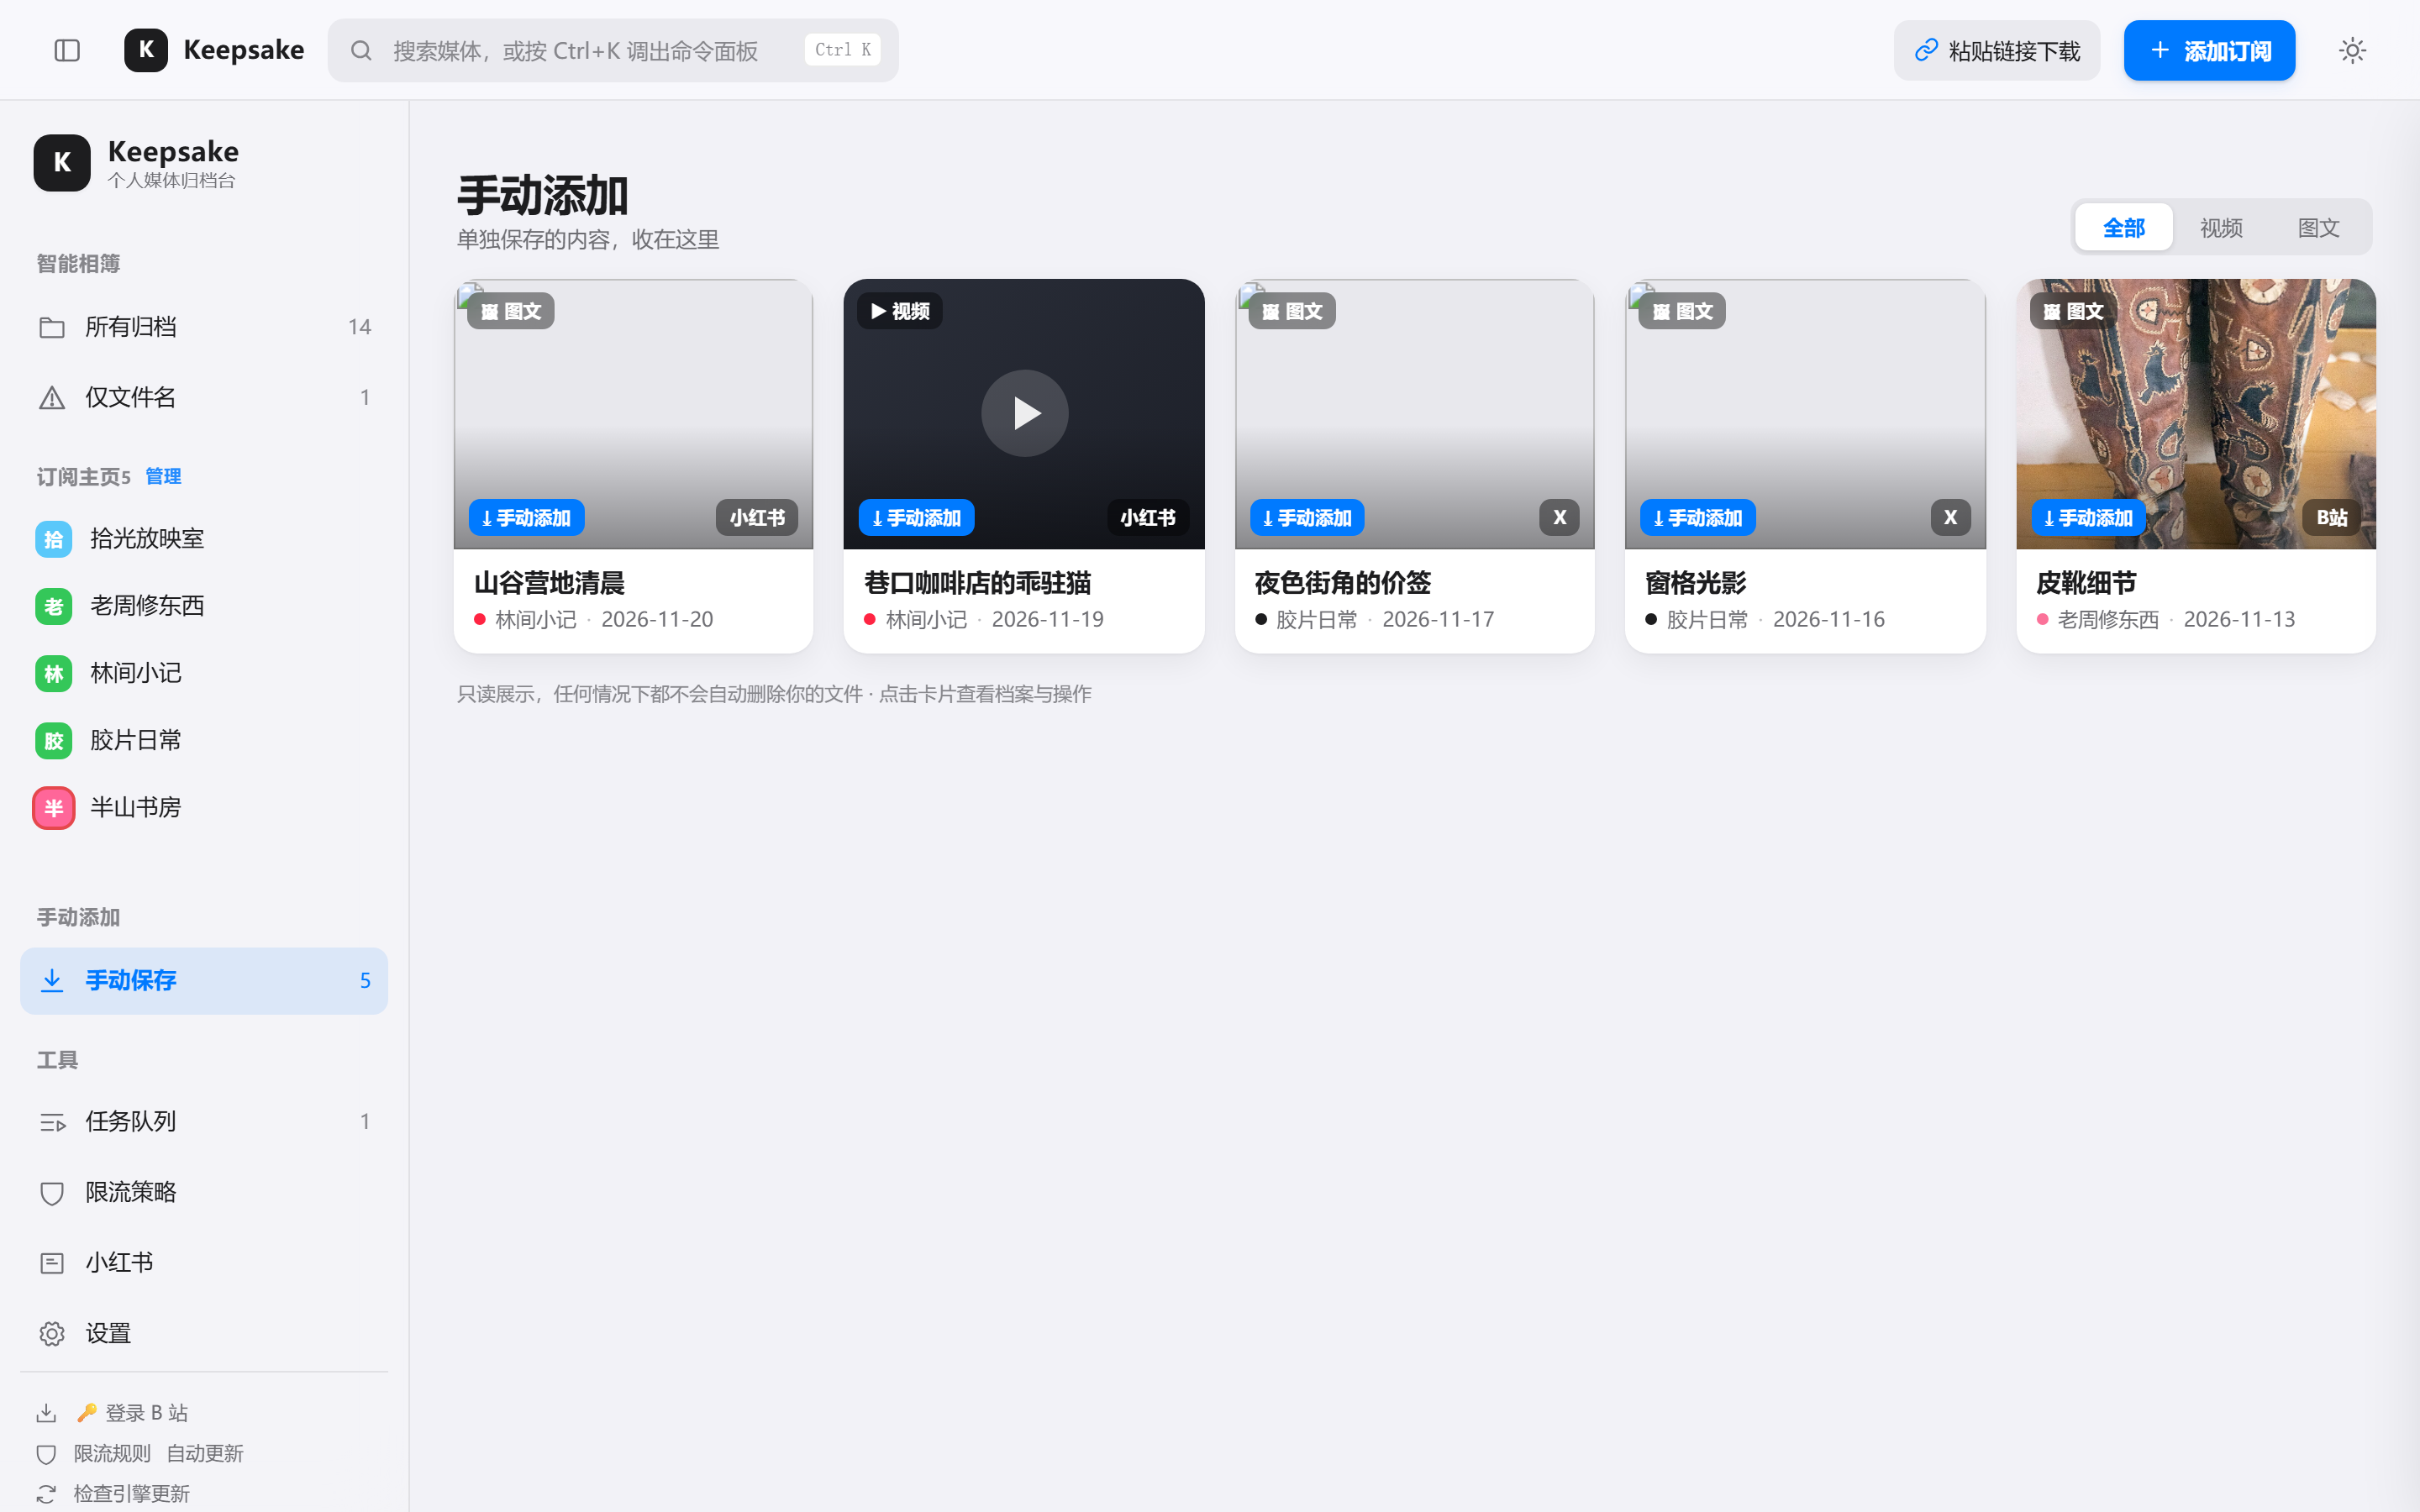 K Keepsake
搜索媒体，或按 Ctrl+K 调出命令面板 Ctrl K
粘贴链接下载
添加订阅
K Keepsake
个人媒体归档台
智能相簿
所有归档 14
仅文件名 1
订阅主页5 管理
拾 拾光放映室
老 老周修东西
林 林间小记
胶 胶片日常
半 半山书房
手动添加
手动保存 5
工具
任务队列 1
限流策略
小红书
设置
登录 B 站
限流规则 自动更新
检查引擎更新
手动添加
单独保存的内容，收在这里
全部 视频 图文
图文
手动添加 小红书
山谷营地清晨
林间小记 · 2026-11-20
视频
手动添加 小红书
巷口咖啡店的乖驻猫
林间小记 · 2026-11-19
图文
手动添加 X
夜色街角的价签
胶片日常 · 2026-11-17
图文
手动添加 X
窗格光影
胶片日常 · 2026-11-16
图文
手动添加 B站
皮靴细节
老周修东西 · 2026-11-13
只读展示，任何情况下都不会自动删除你的文件 · 点击卡片查看档案与操作